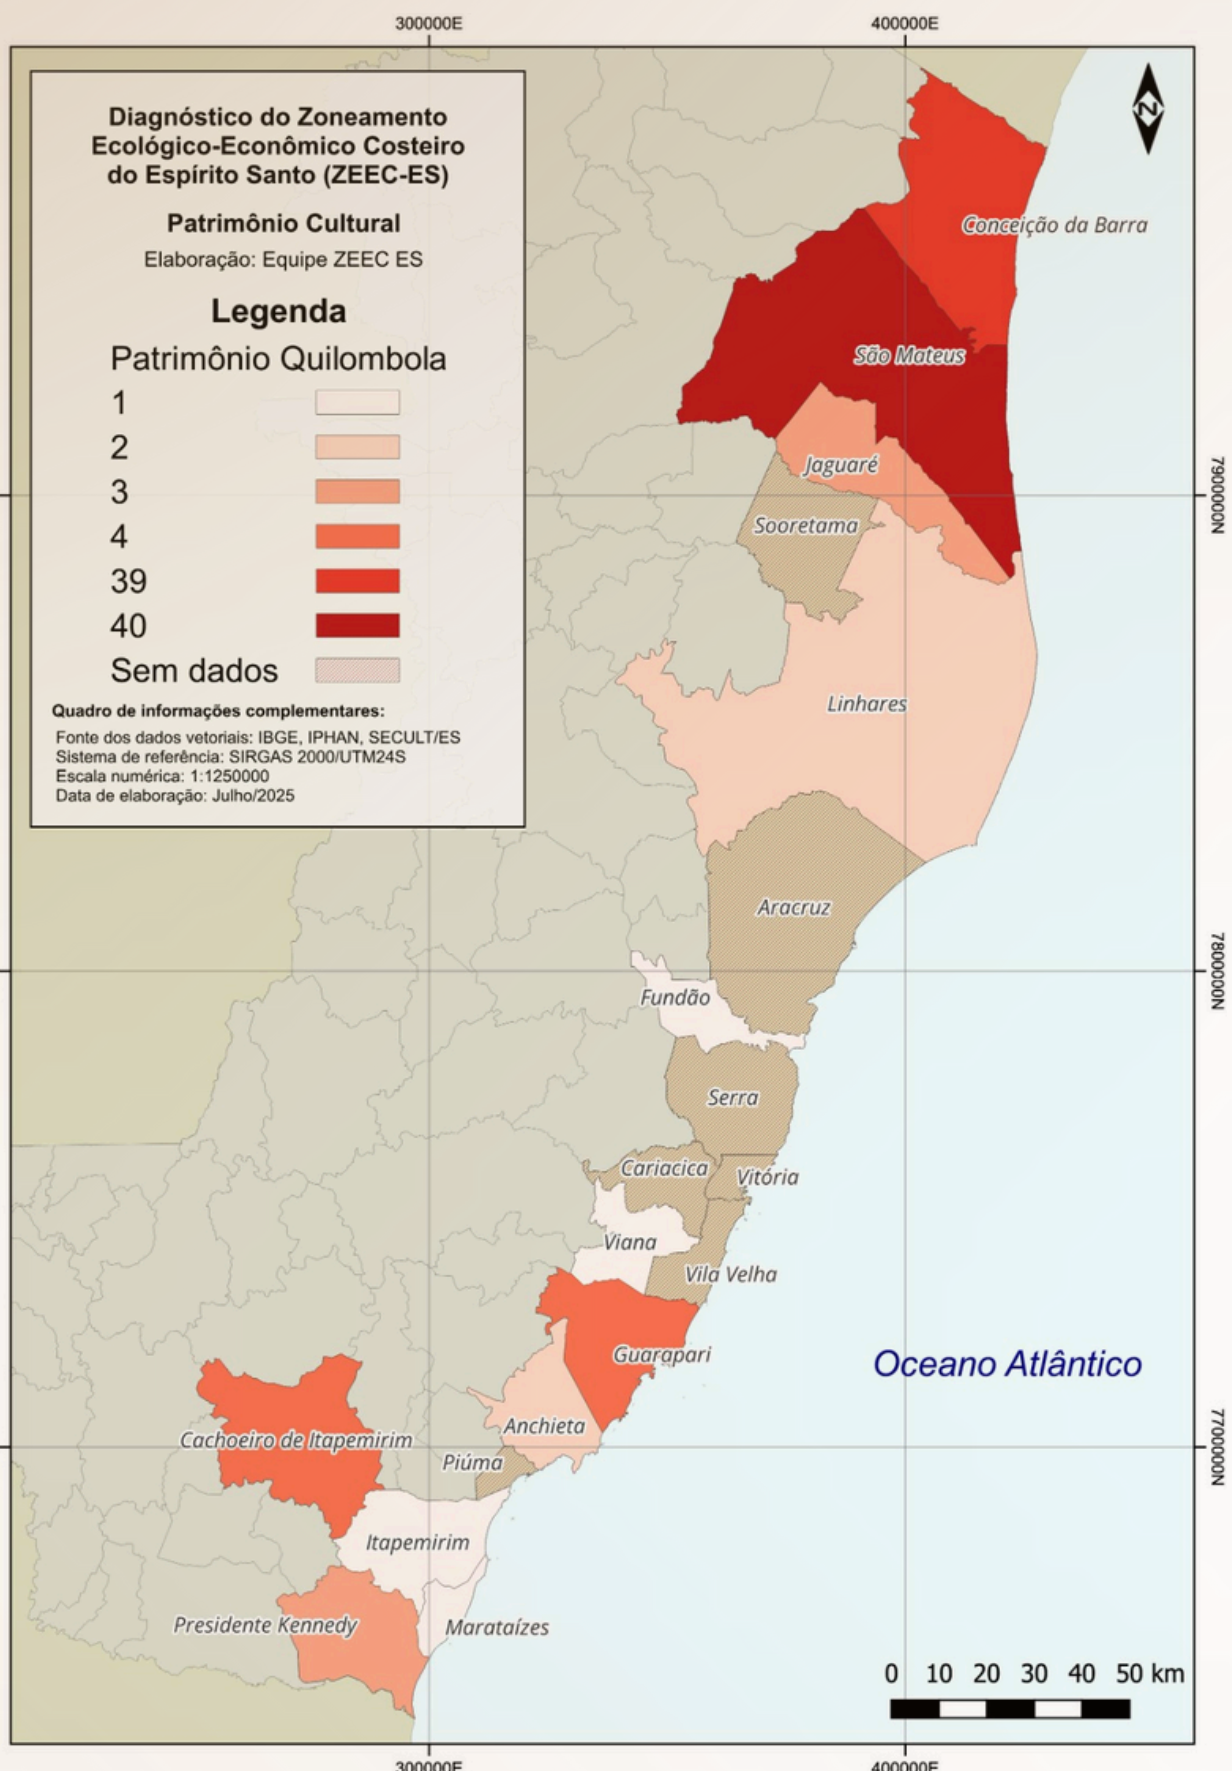 300000E
400000E
Diagnóstico do Zoneamento
Ecológico-Econômico Costeiro
do Espírito Santo (ZEEC-ES)
Patrimônio Cultural
Elaboração: Equipe ZEEC ES
Legenda
Patrimônio Quilombola
1
2
3
4
39
40
Sem dados
Quadro de informações complementares:
Fonte dos dados vetoriais: IBGE, IPHAN, SECULT/ES
Sistema de referência: SIRGAS 2000/UTM24S
Escala numérica: 1:1250000
Data de elaboração: Julho/2025
N
Conceição da Barra
São Mateus
Jaguaré
7900000N
Sooretama
Linhares
Aracruz
7800000N
Fundão
Serra
Cariacica
Vitória
Viana
Vila Velha
Guarapari
Oceano Atlântico
Anchieta
Cachoeiro de Itapemirim
7700000N
Piúma
Itapemirim
Presidente Kennedy
Marataízes
0 10 20 30 40 50 km
300000E
400000E